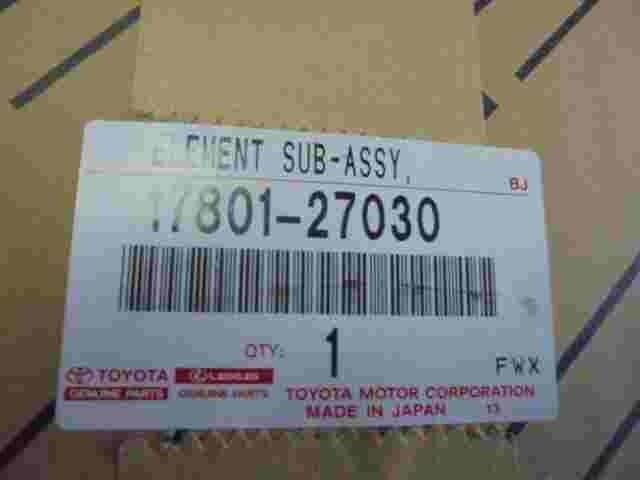 ELEMENT SUB-ASSY,
BJ
17801-27030
QTY: 1
FWX
TOYOTA LEXUS
GENUINE PARTS GENUINE PARTS
TOYOTA MOTOR CORPORATION
MADE IN JAPAN 13